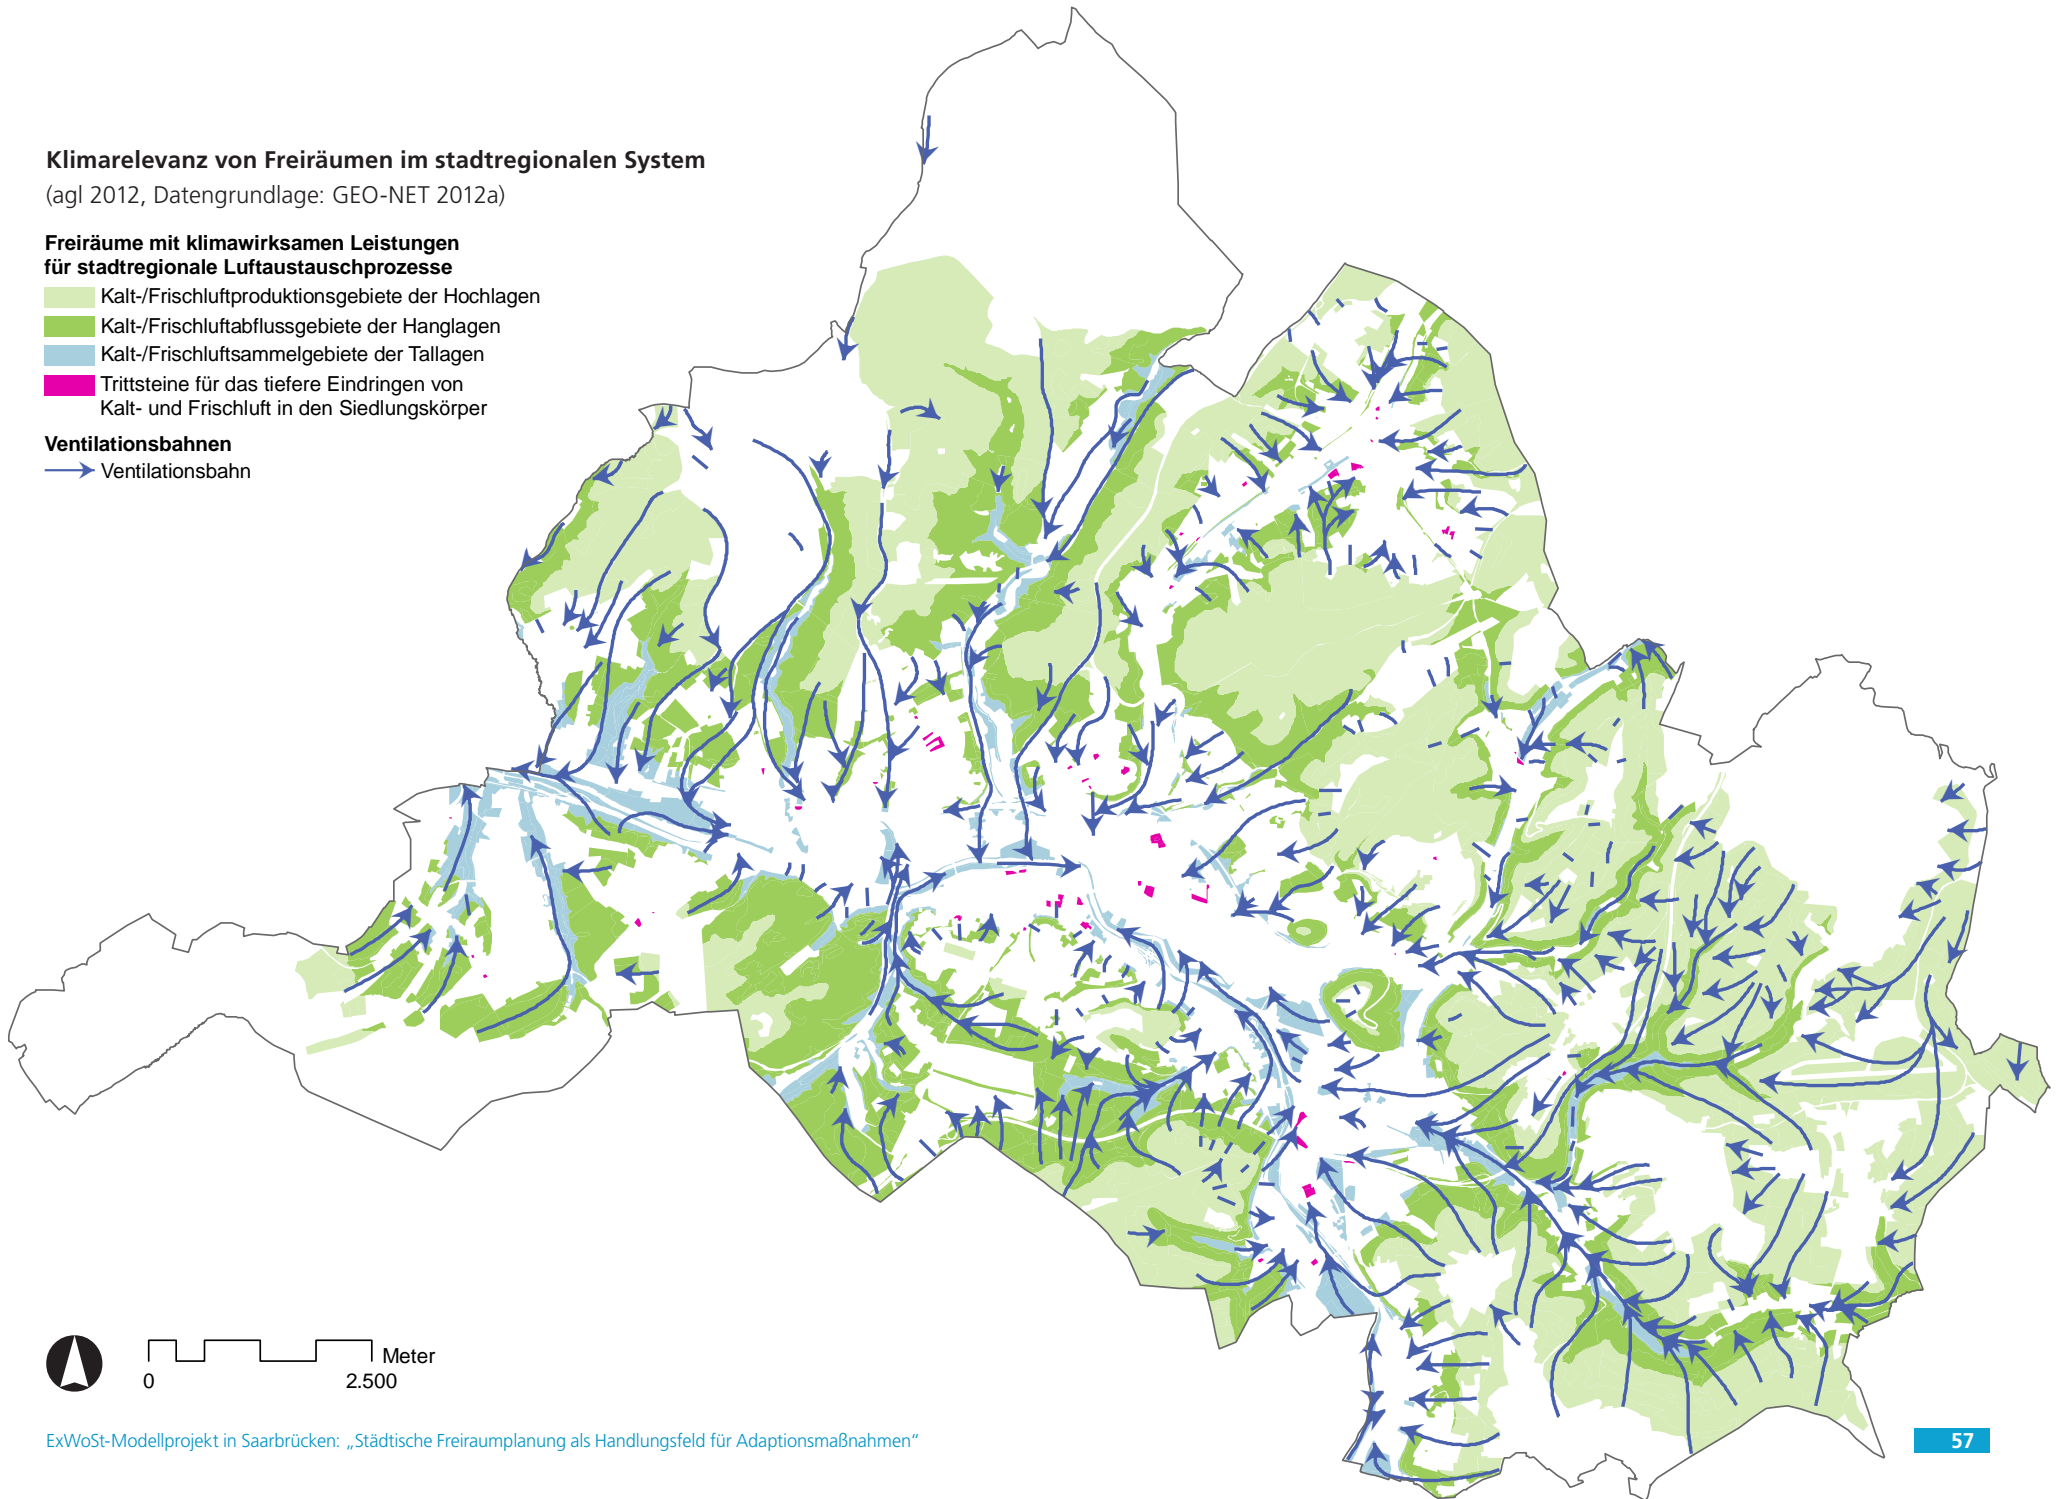 Klimarelevanz von Freiräumen im stadtregionalen System
(agl 2012, Datengrundlage: GEO-NET 2012a)
Freiräume mit klimawirksamen Leistungen
für stadtregionale Luftaustauschprozesse
Kalt-/Frischluftproduktionsgebiete der Hochlagen
Kalt-/Frischluftabflussgebiete der Hanglagen
Kalt-/Frischluftsammelgebiete der Tallagen
Trittsteine für das tiefere Eindringen von
Kalt- und Frischluft in den Siedlungskörper
Ventilationsbahnen
Ventilationsbahn
Meter
0 2.500
ExWoSt-Modellprojekt in Saarbrücken: „Städtische Freiraumplanung als Handlungsfeld für Adaptionsmaßnahmen“
57